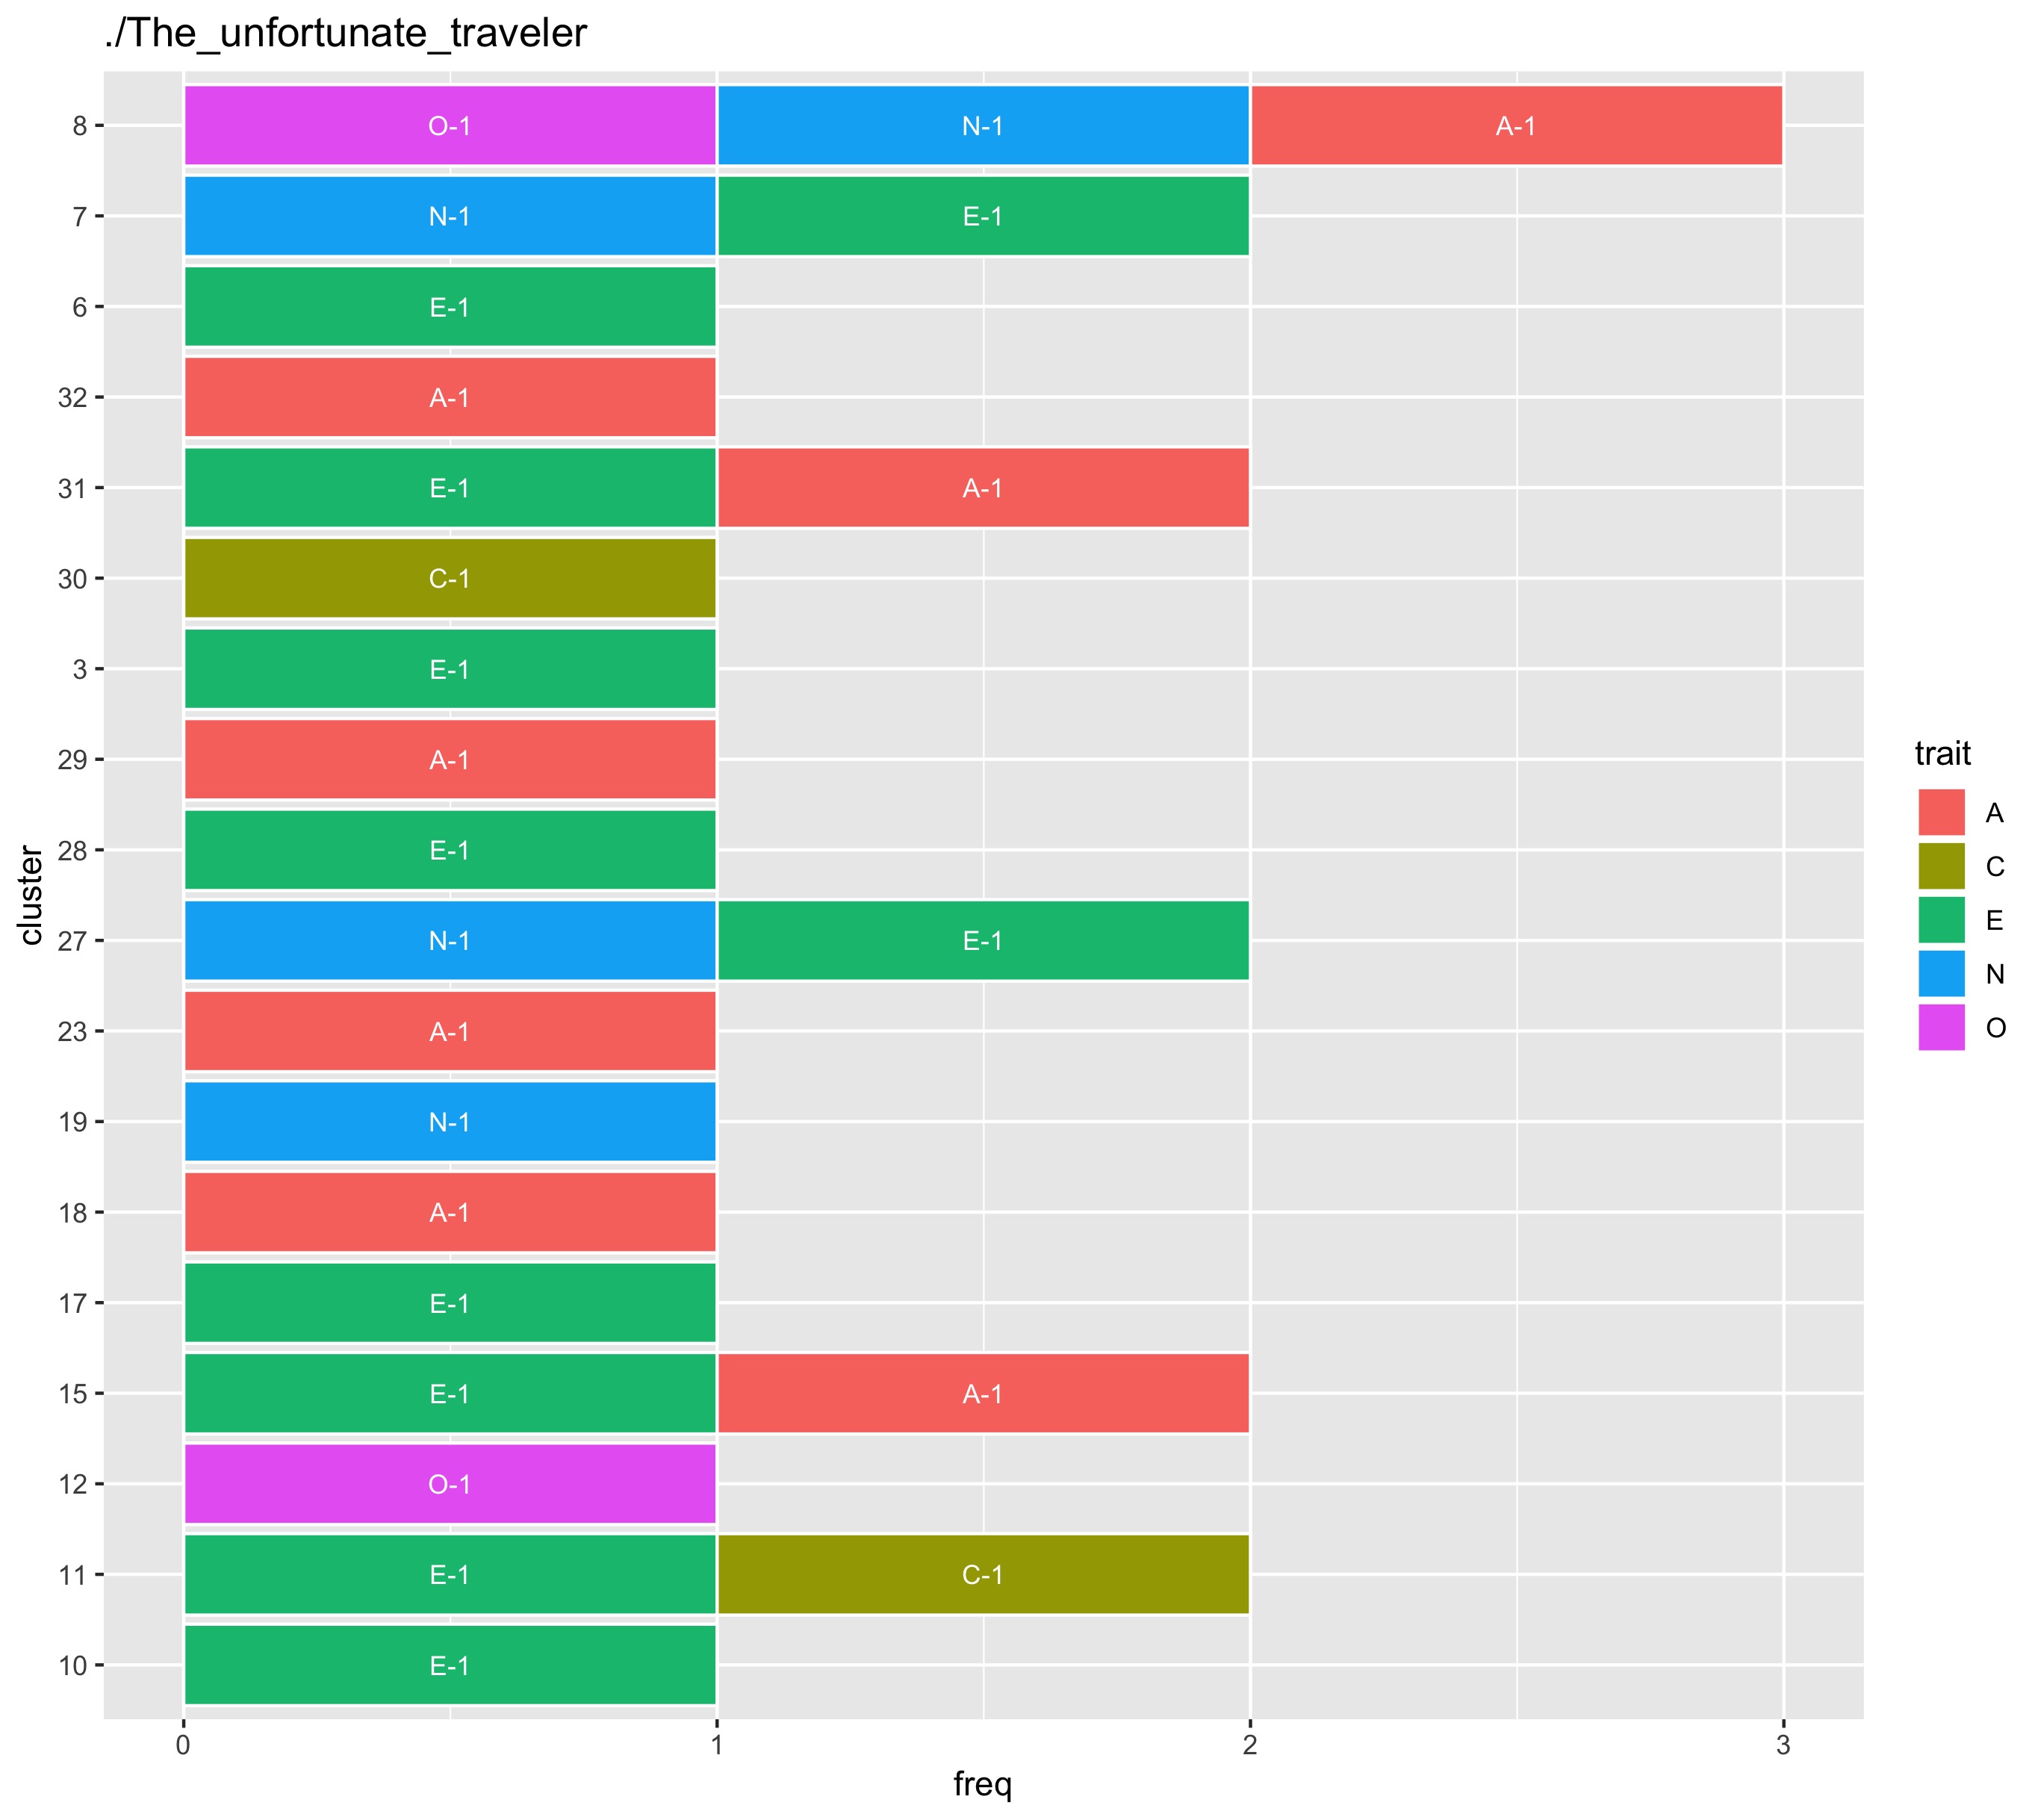 ./The_unfortunate_traveler
8 O-1 N-1 A-1
7 N-1 E-1
6 E-1
32 A-1
31 E-1 A-1
30 C-1
3 E-1
29 A-1
28 E-1
27 N-1 E-1
23 A-1
19 N-1
18 A-1
17 E-1
15 E-1 A-1
12 O-1
11 E-1 C-1
10 E-1
cluster
0 1 2 3
freq
trait
A
C
E
N
O